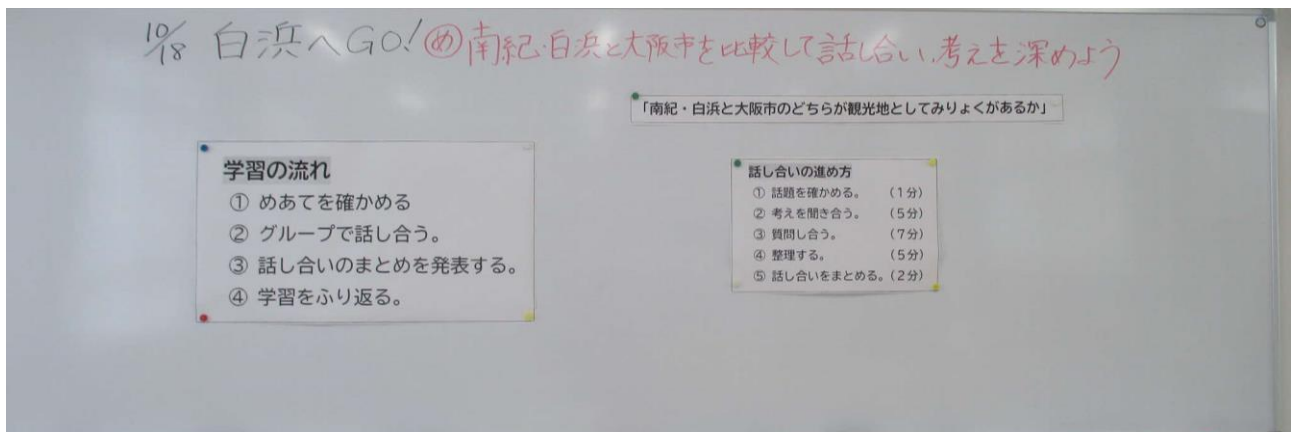 10/18 白浜へGO! ㋱南紀・白浜と大阪市を比較して話し合い、考えを深めよう
「南紀・白浜と大阪市のどちらが観光地としてみりょくがあるか」
学習の流れ
① めあてを確かめる
② グループで話し合う。
③ 話し合いのまとめを発表する。
④ 学習をふり返る。
話し合いの進め方
① 話題を確かめる。 (1分)
② 考えを聞き合う。 (5分)
③ 質問し合う。 (7分)
④ 整理する。 (5分)
⑤ 話し合いをまとめる。(2分)